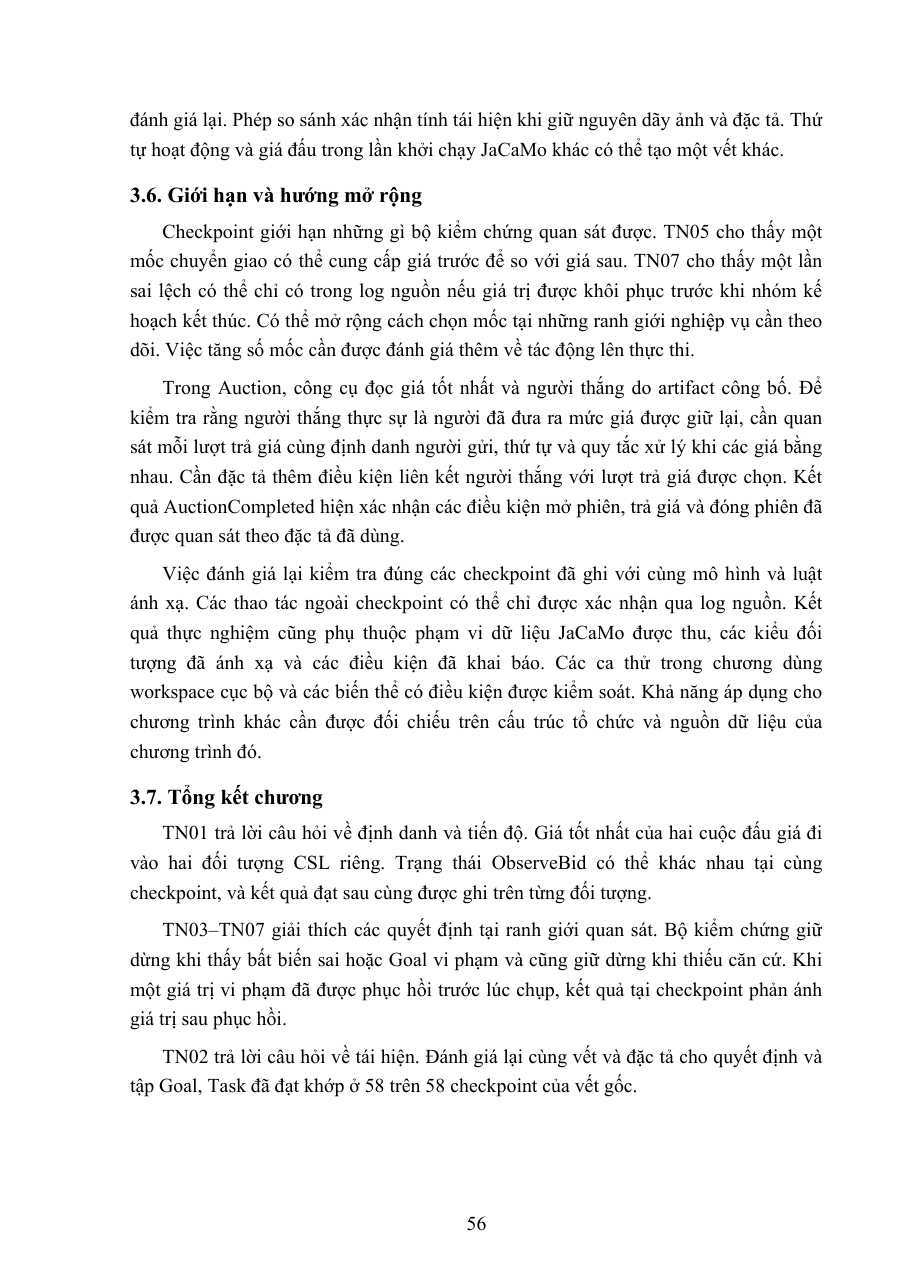 đánh giá lại. Phép so sánh xác nhận tính tái hiện khi giữ nguyên dãy ảnh và đặc tả. Thứ
tự hoạt động và giá đấu trong lần khởi chạy JaCaMo khác có thể tạo một vết khác.
3.6. Giới hạn và hướng mở rộng
Checkpoint giới hạn những gì bộ kiểm chứng quan sát được. TN05 cho thấy một
mốc chuyển giao có thể cung cấp giá trước để so với giá sau. TN07 cho thấy một lần
sai lệch có thể chỉ có trong log nguồn nếu giá trị được khôi phục trước khi nhóm kế
hoạch kết thúc. Có thể mở rộng cách chọn mốc tại những ranh giới nghiệp vụ cần theo
dõi. Việc tăng số mốc cần được đánh giá thêm về tác động lên thực thi.
Trong Auction, công cụ đọc giá tốt nhất và người thắng do artifact công bố. Để
kiểm tra rằng người thắng thực sự là người đã đưa ra mức giá được giữ lại, cần quan
sát mỗi lượt trả giá cùng định danh người gửi, thứ tự và quy tắc xử lý khi các giá bằng
nhau. Cần đặc tả thêm điều kiện liên kết người thắng với lượt trả giá được chọn. Kết
quả AuctionCompleted hiện xác nhận các điều kiện mở phiên, trả giá và đóng phiên đã
được quan sát theo đặc tả đã dùng.
Việc đánh giá lại kiểm tra đúng các checkpoint đã ghi với cùng mô hình và luật
ánh xạ. Các thao tác ngoài checkpoint có thể chỉ được xác nhận qua log nguồn. Kết
quả thực nghiệm cũng phụ thuộc phạm vi dữ liệu JaCaMo được thu, các kiểu đối
tượng đã ánh xạ và các điều kiện đã khai báo. Các ca thử trong chương dùng
workspace cục bộ và các biến thể có điều kiện được kiểm soát. Khả năng áp dụng cho
chương trình khác cần được đối chiếu trên cấu trúc tổ chức và nguồn dữ liệu của
chương trình đó.
3.7. Tổng kết chương
TN01 trả lời câu hỏi về định danh và tiến độ. Giá tốt nhất của hai cuộc đấu giá đi
vào hai đối tượng CSL riêng. Trạng thái ObserveBid có thể khác nhau tại cùng
checkpoint, và kết quả đạt sau cùng được ghi trên từng đối tượng.
TN03–TN07 giải thích các quyết định tại ranh giới quan sát. Bộ kiểm chứng giữ
dừng khi thấy bất biến sai hoặc Goal vi phạm và cũng giữ dừng khi thiếu căn cứ. Khi
một giá trị vi phạm đã được phục hồi trước lúc chụp, kết quả tại checkpoint phản ánh
giá trị sau phục hồi.
TN02 trả lời câu hỏi về tái hiện. Đánh giá lại cùng vết và đặc tả cho quyết định và
tập Goal, Task đã đạt khớp ở 58 trên 58 checkpoint của vết gốc.
56